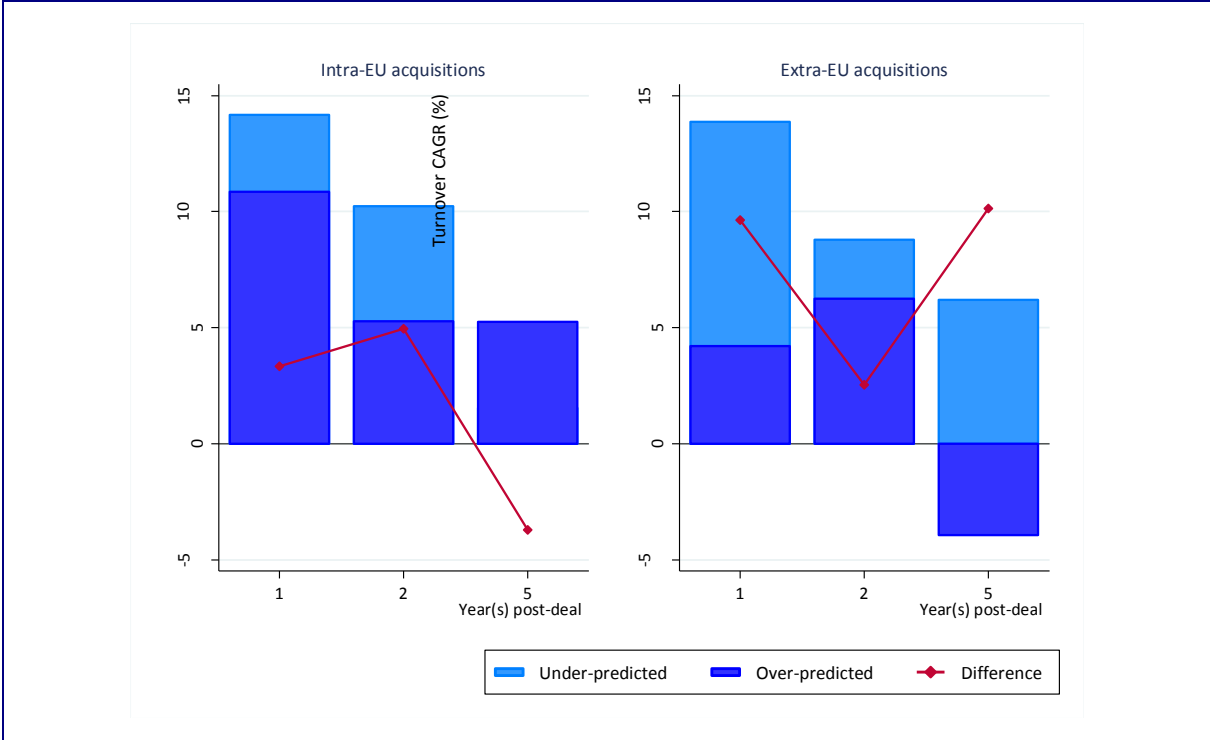 Intra-EU acquisitions
Extra-EU acquisitions
Turnover CAGR (%)
15
10
5
0
-5
15
10
5
0
-5
1 2 5
1 2 5
Year(s) post-deal
Year(s) post-deal
Under-predicted Over-predicted Difference